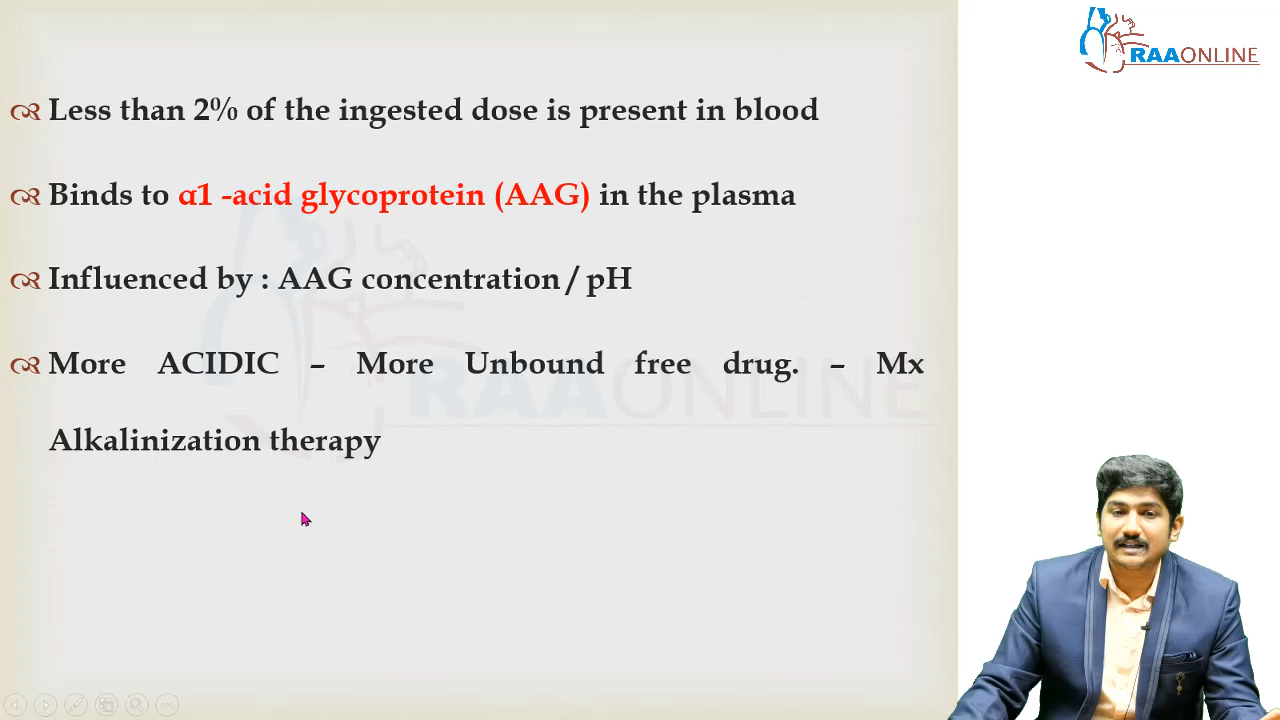 RAAONLINE
Less than 2% of the ingested dose is present in blood
Binds to α1 -acid glycoprotein (AAG) in the plasma
Influenced by : AAG concentration / pH
More ACIDIC – More Unbound free drug. – Mx
Alkalinization therapy
RAAONLINE